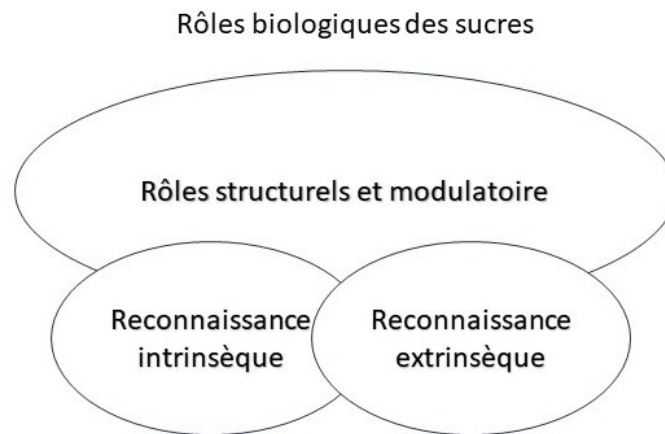 Rôles biologiques des sucres
Rôles structurels et modulatoire
Reconnaissance
intrinsèque
Reconnaissance
extrinsèque